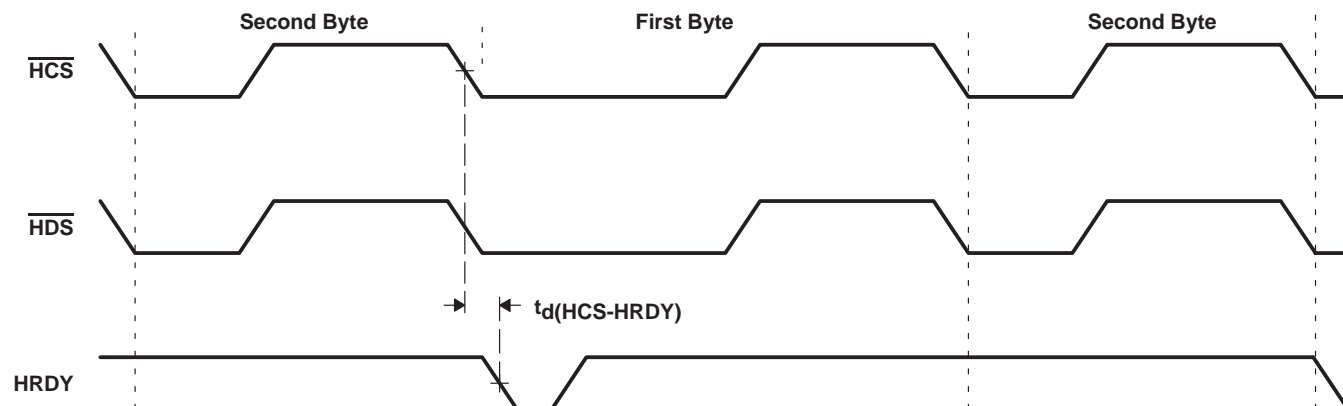 Second Byte First Byte Second Byte
HCS
HDS
td(HCS-HRDY)
HRDY